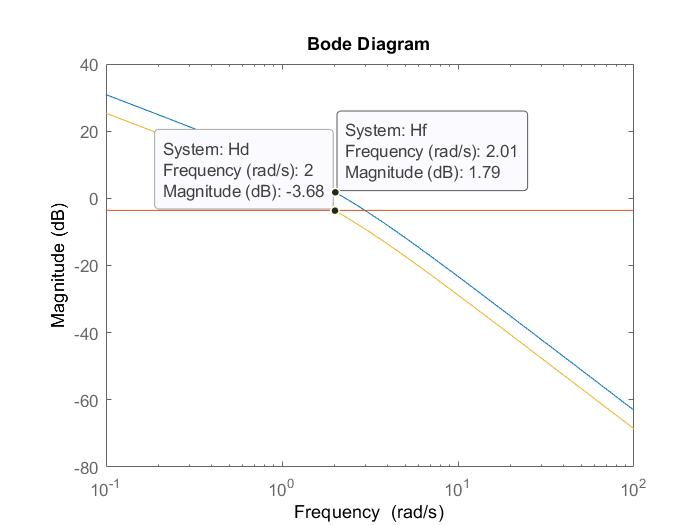 Bode Diagram
40
20
0
-20
-40
-60
-80
Magnitude (dB)
System: Hd
Frequency (rad/s): 2
Magnitude (dB): -3.68
System: Hf
Frequency (rad/s): 2.01
Magnitude (dB): 1.79
10-1
100
101
102
Frequency (rad/s)